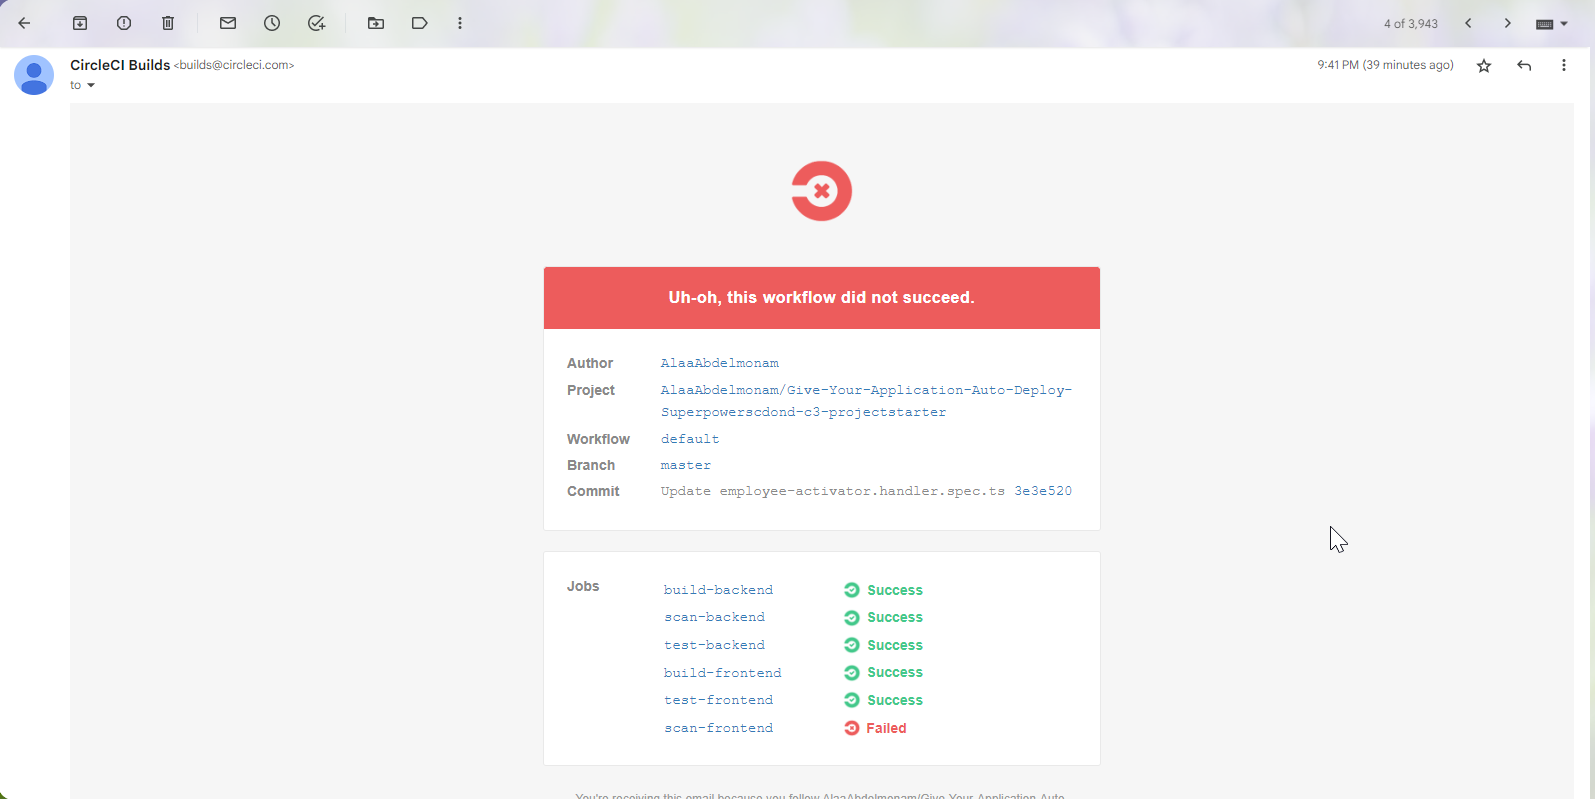 4 of 3,943
CircleCI Builds <builds@circleci.com>
9:41 PM (39 minutes ago)
to
Uh-oh, this workflow did not succeed.
Author AlaaAbdelmonam
Project AlaaAbdelmonam/Give-Your-Application-Auto-Deploy-
Superpowerscdond-c3-projectstarter
Workflow default
Branch master
Commit Update employee-activator.handler.spec.ts 3e3e520
Jobs build-backend Success
scan-backend Success
test-backend Success
build-frontend Success
test-frontend Success
scan-frontend Failed
You're receiving this email because you follow AlaaAbdelmonam/Give-Your-Application-Auto-